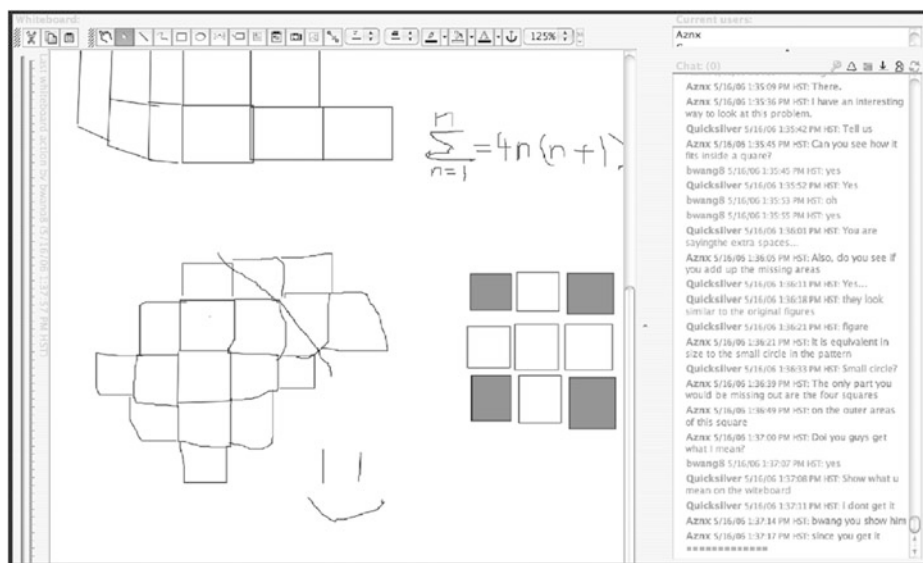 Whiteboard:
Current users:
Aznx
125%
Chat: (0)
Last whiteboard action by bwang8 (5/16/06 1:37:57 PM HST)
n
∑ =4n(n+1)
n=1
Aznx 5/16/06 1:35:09 PM HST: There.
Aznx 5/16/06 1:35:36 PM HST: I have an interesting
way to look at this problem.
Quicksilver 5/16/06 1:35:42 PM HST: Tell us
Aznx 5/16/06 1:35:45 PM HST: Can you see how it
fits inside a quare?
bwang8 5/16/06 1:35:45 PM HST: yes
Quicksilver 5/16/06 1:35:52 PM HST: Yes
bwang8 5/16/06 1:35:53 PM HST: oh
bwang8 5/16/06 1:35:55 PM HST: yes
Quicksilver 5/16/06 1:36:01 PM HST: You are
sayingthe extra spaces...
Aznx 5/16/06 1:36:05 PM HST: Also, do you see if
you add up the missing areas
Quicksilver 5/16/06 1:36:11 PM HST: Yes...
Quicksilver 5/16/06 1:36:18 PM HST: they look
similar to the original figures
Quicksilver 5/16/06 1:36:21 PM HST: figure
Aznx 5/16/06 1:36:21 PM HST: It is equivalent in
size to the small circle in the pattern
Quicksilver 5/16/06 1:36:33 PM HST: Small circle?
Aznx 5/16/06 1:36:39 PM HST: The only part you
would be missing out are the four squares
Aznx 5/16/06 1:36:49 PM HST: on the outer areas
of this square
Aznx 5/16/06 1:37:00 PM HST: Doi you guys get
what I mean?
bwang8 5/16/06 1:37:07 PM HST: yes
Quicksilver 5/16/06 1:37:08 PM HST: Show what u
mean on the witeboard
Quicksilver 5/16/06 1:37:11 PM HST: i dont get it
Aznx 5/16/06 1:37:14 PM HST: bwang you show him
Aznx 5/16/06 1:37:17 PM HST: since you get it
=============